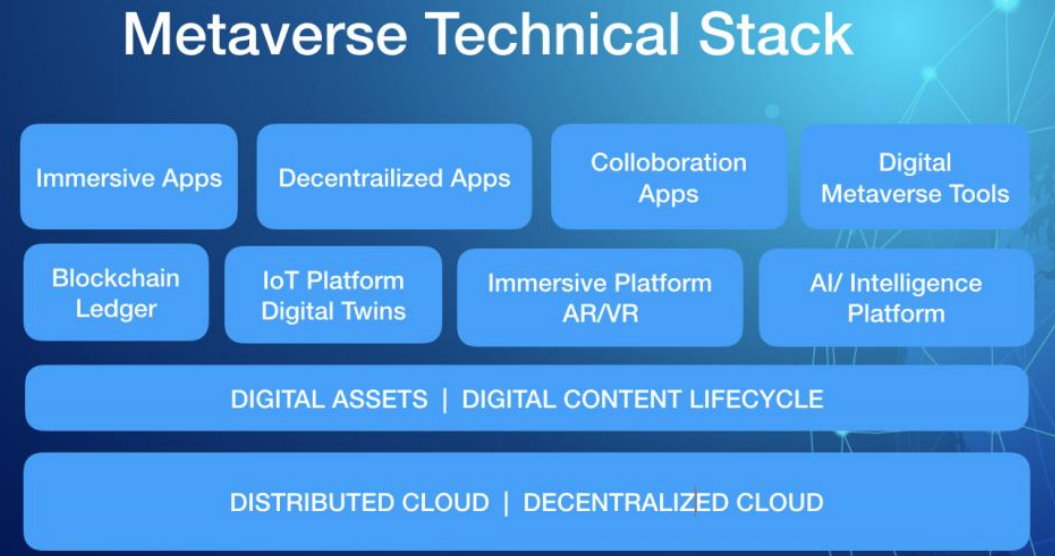 Metaverse Technical Stack
Immersive Apps
Decentrailized Apps
Colloboration
Apps
Digital
Metaverse Tools
Blockchain
Ledger
IoT Platform
Digital Twins
Immersive Platform
AR/VR
AI/ Intelligence
Platform
DIGITAL ASSETS | DIGITAL CONTENT LIFECYCLE
DISTRIBUTED CLOUD | DECENTRALIZED CLOUD